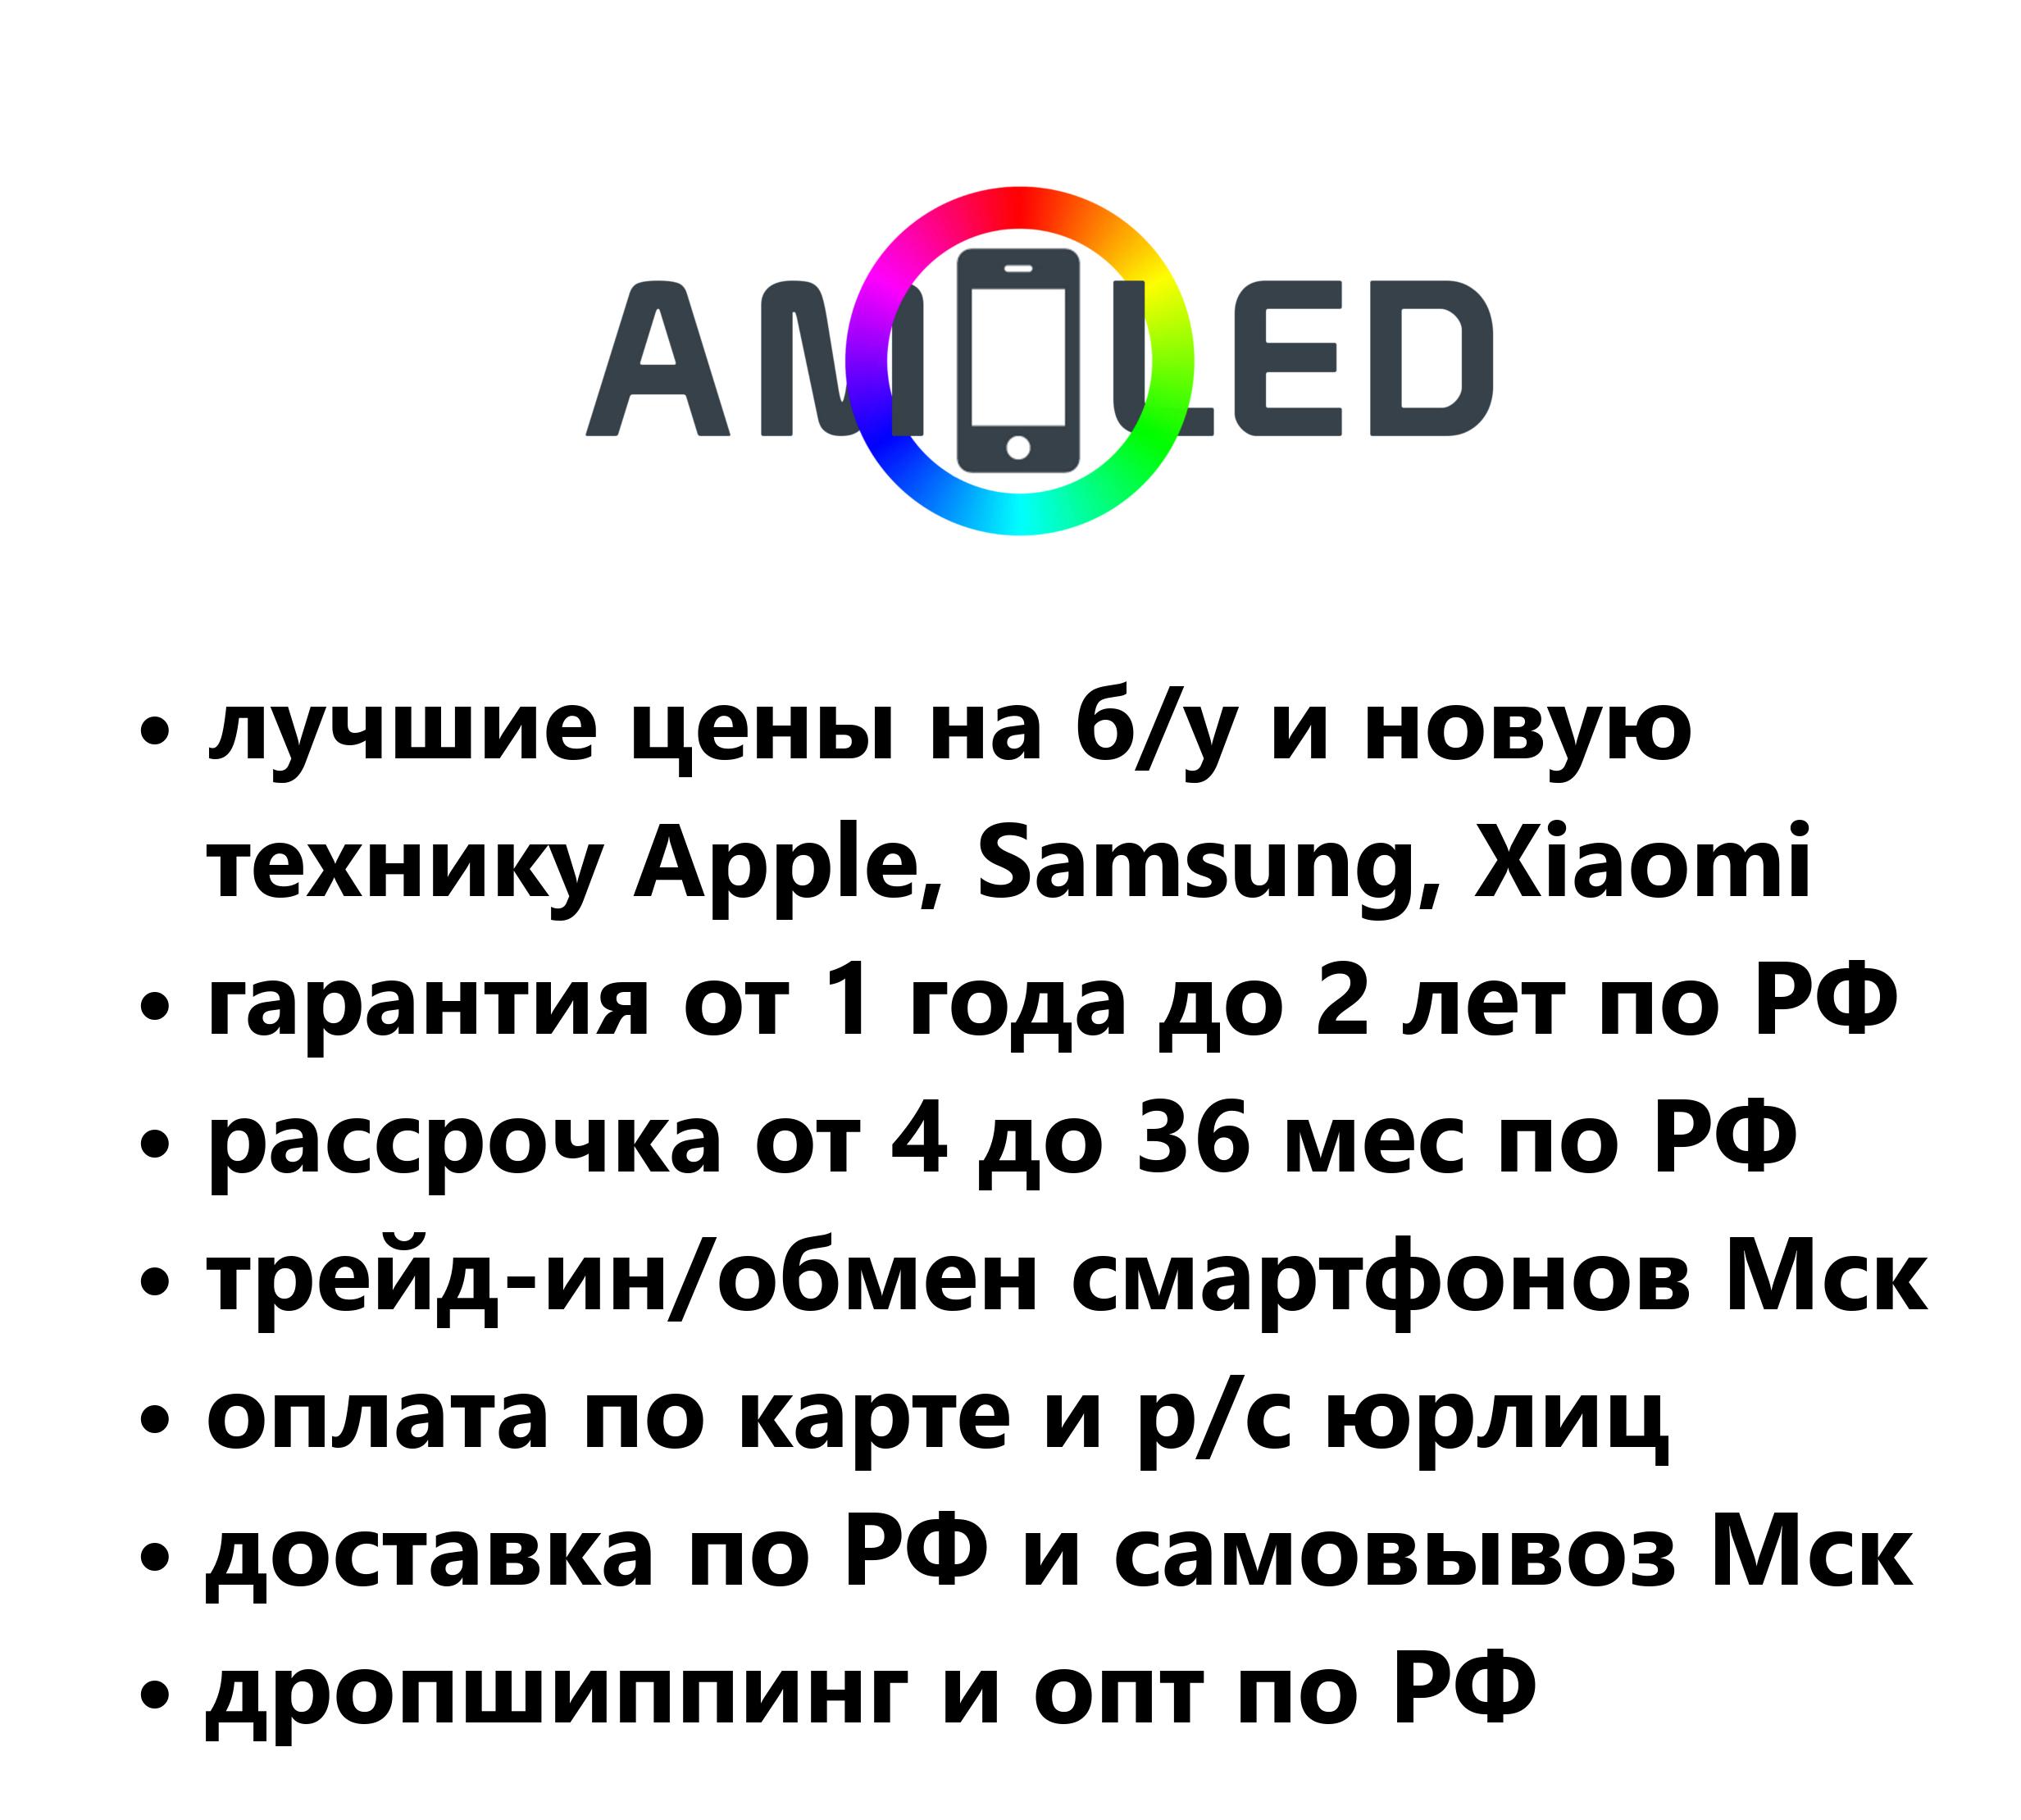 AMOLED
• лучшие цены на б/у и новую
технику Apple, Samsung, Xiaomi
• гарантия от 1 года до 2 лет по РФ
• рассрочка от 4 до 36 мес по РФ
• трейд-ин/обмен смартфонов Мск
• оплата по карте и р/с юрлиц
• доставка по РФ и самовывоз Мск
• дропшиппинг и опт по РФ